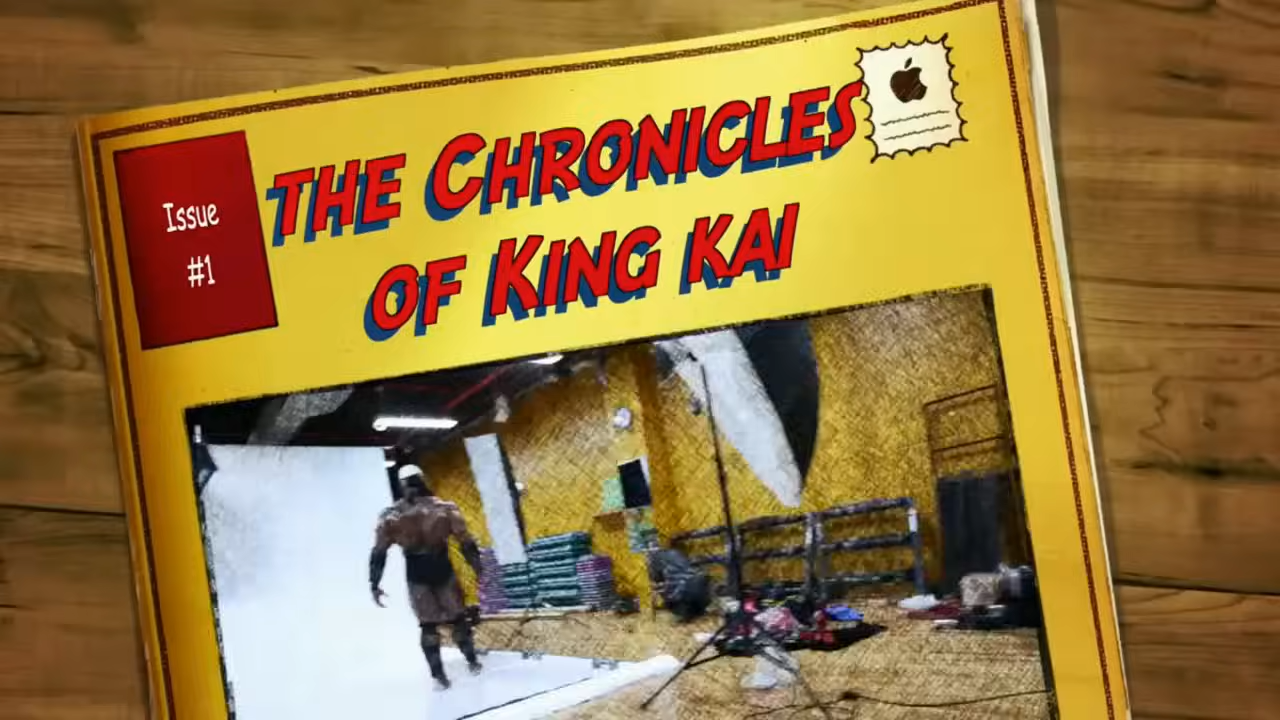 Issue
#1
THE CHRONICLES
OF KING KAI